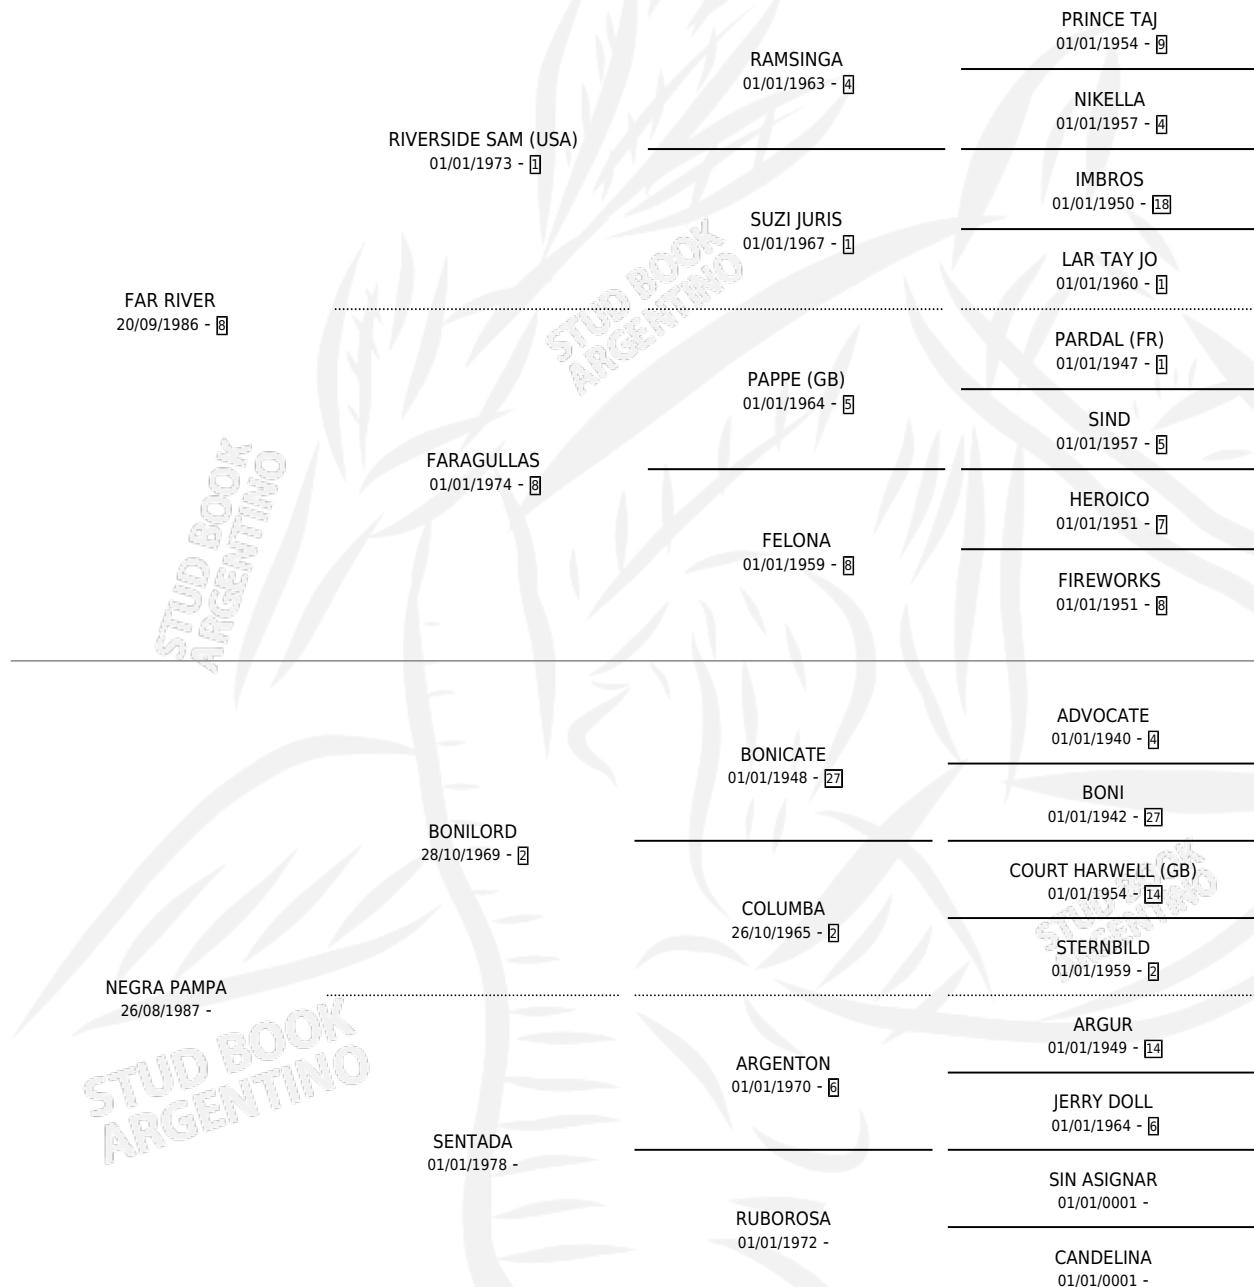 PRINCE TAJ
01/01/1954 - 9
RAMSINGA
01/01/1963 - 4
NIKELLA
01/01/1957 - 4
RIVERSIDE SAM (USA)
01/01/1973 - 1
IMBROS
01/01/1950 - 18
SUZI JURIS
01/01/1967 - 1
LAR TAY JO
01/01/1960 - 1
FAR RIVER
20/09/1986 - 8
STUD BOOK
ARGENTINO
PARDAL (FR)
01/01/1947 - 1
PAPPE (GB)
01/01/1964 - 5
SIND
01/01/1957 - 5
FARAGULLAS
01/01/1974 - 8
HEROICO
01/01/1951 - 7
FELONA
01/01/1959 - 8
FIREWORKS
01/01/1951 - 8
STUD BOOK
ARGENTINO
ADVOCATE
01/01/1940 - 4
BONICATE
01/01/1948 - 27
BONI
01/01/1942 - 27
BONILORD
28/10/1969 - 2
COURT HARWELL (GB)
01/01/1954 - 14
COLUMBA
26/10/1965 - 2
STERNBILD
01/01/1959 - 2
STUD BOOK
ARGENTINO
NEGRA PAMPA
26/08/1987 -
STUD BOOK
ARGENTINO
ARGUR
01/01/1949 - 14
ARGENTON
01/01/1970 - 6
JERRY DOLL
01/01/1964 - 6
SENTADA
01/01/1978 -
SIN ASIGNAR
01/01/0001 -
RUBOROSA
01/01/1972 -
CANDELINA
01/01/0001 -